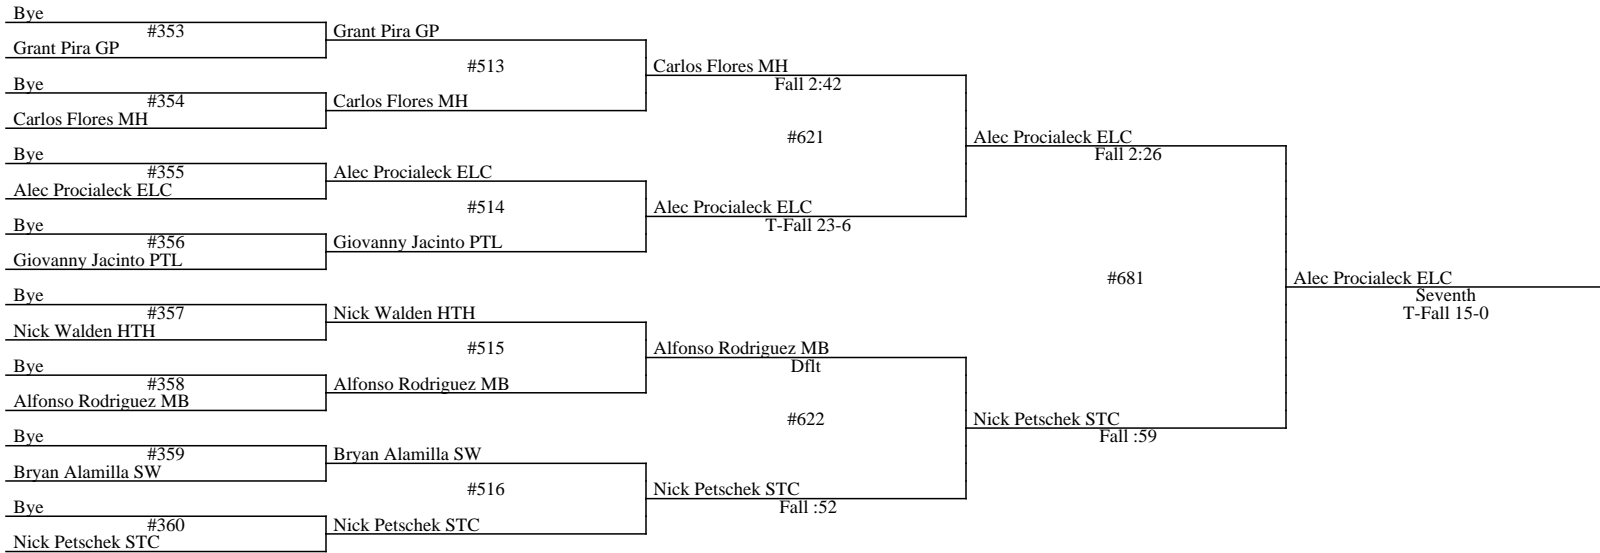 Bye
#353
Grant Pira GP
Bye
#354
Carlos Flores MH
Bye
#355
Alec Procialeck ELC
Bye
#356
Giovanny Jacinto PTL
Bye
#357
Nick Walden HTH
Bye
#358
Alfonso Rodriguez MB
Bye
#359
Bryan Alamilla SW
Bye
#360
Nick Petschek STC
Grant Pira GP
#513
Carlos Flores MH
Alec Procialeck ELC
#514
Giovanny Jacinto PTL
Nick Walden HTH
#515
Alfonso Rodriguez MB
Bryan Alamilla SW
#516
Nick Petschek STC
Carlos Flores MH
Fall 2:42
#621
Alec Procialeck ELC
T-Fall 23-6
Alfonso Rodriguez MB
Dflt
#622
Nick Petschek STC
Fall :52
Alec Procialeck ELC
Fall 2:26
#681
Nick Petschek STC
Fall :59
Alec Procialeck ELC
Seventh
T-Fall 15-0